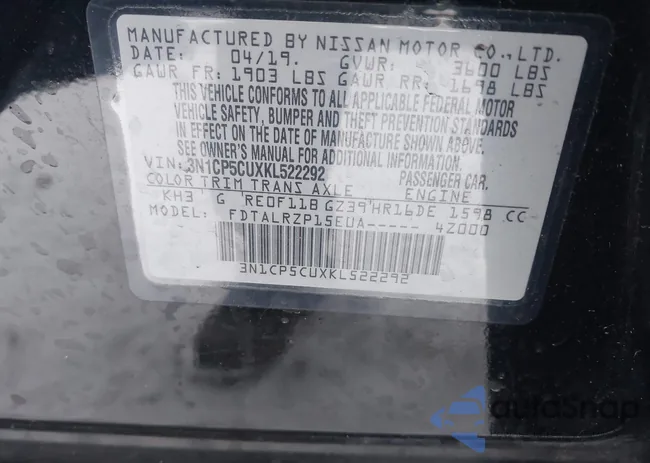 MANUFACTURED BY NISSAN MOTOR CO., LTD.
DATE: 04/19. GVWR: 3600 LBS
GAWR FR: 1903 LBS GAWR RR: 1698 LBS
THIS VEHICLE CONFORMS TO ALL APPLICABLE FEDERAL MOTOR
VEHICLE SAFETY, BUMPER AND THEFT PREVENTION STANDARDS
IN EFFECT ON THE DATE OF MANUFACTURE SHOWN ABOVE.
SEE OWNER'S MANUAL FOR ADDITIONAL INFORMATION.
VIN: 3N1CP5CUXKL522292 PASSENGER CAR.
COLOR TRIM TRANS AXLE ENGINE
KH3 G RE0F11B GZ39 HR16DE 1598 CC
MODEL: FDTALRZP15EUA----- 4Z000
3N1CP5CUXKL522292
autoSnap